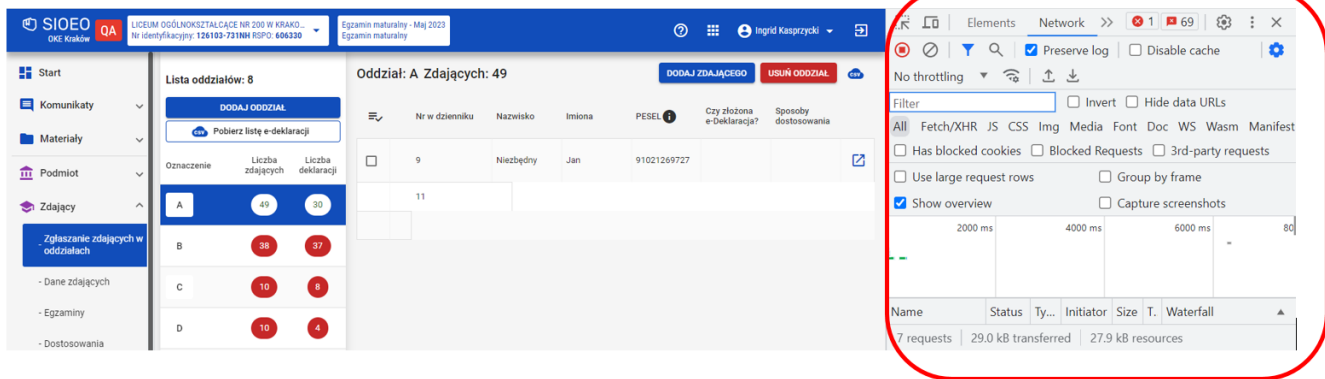 SIOEO
OKE Kraków
QA
LICEUM OGÓLNOKSZTAŁCĄCE NR 200 W KRAKO...
Nr identyfikacyjny: 126103-731NH RSPO: 606330
Egzamin maturalny - Maj 2023
Egzamin maturalny
Ingrid Kasprzycki
Start
Komunikaty
Materiały
Podmiot
Zdający
- Zgłaszanie zdających w
oddziałach
- Dane zdających
- Egzaminy
- Dostosowania
Lista oddziałów: 8
DODAJ ODDZIAŁ
CSV Pobierz listę e-deklaracji
Oznaczenie Liczba zdających Liczba deklaracji
A 49 30
B 38 37
C 10 8
D 10 4
Oddział: A Zdających: 49
DODAJ ZDAJĄCEGO USUŃ ODDZIAŁ CSV
Nr w dzienniku Nazwisko Imiona PESEL Czy złożona e-Deklaracja? Sposoby dostosowania
9 Niezbędny Jan 91021269727
11
Elements Network 1 69
Preserve log Disable cache
No throttling
Filter Invert Hide data URLs
All Fetch/XHR JS CSS Img Media Font Doc WS Wasm Manifest
Has blocked cookies Blocked Requests 3rd-party requests
Use large request rows Group by frame
Show overview Capture screenshots
2000 ms 4000 ms 6000 ms 80
Name Status Ty... Initiator Size T. Waterfall
7 requests 29.0 kB transferred 27.9 kB resources